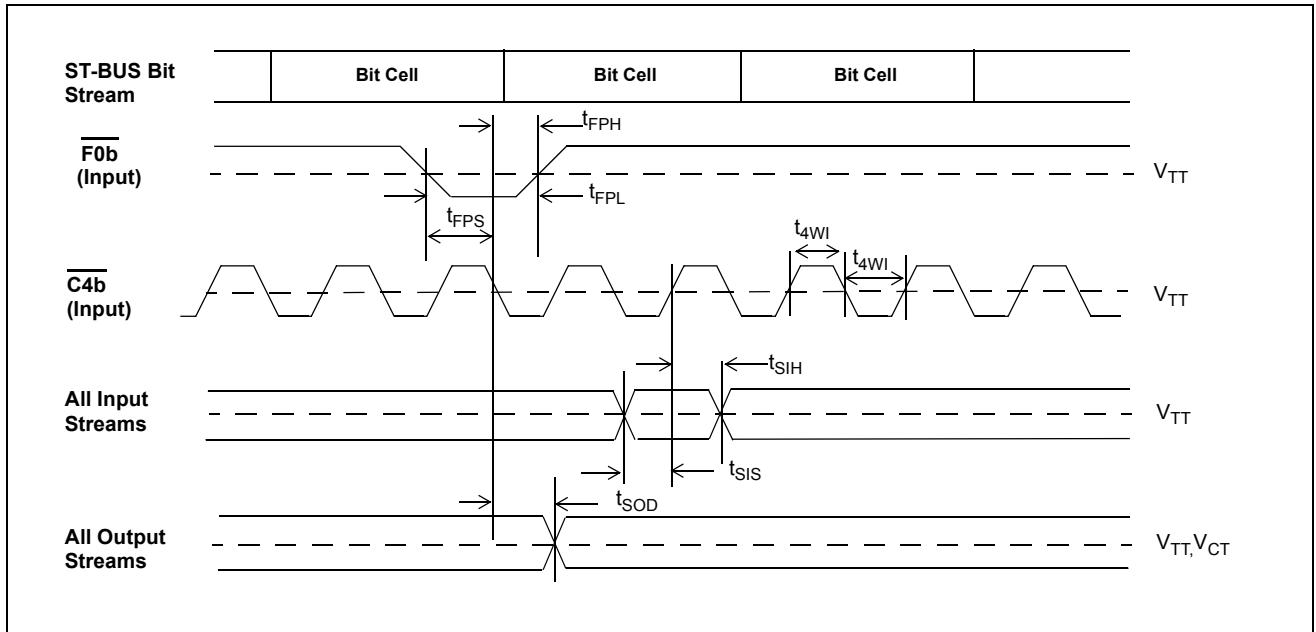 ST-BUS Bit
Stream
Bit Cell
Bit Cell
Bit Cell
tFPH
F0b
(Input)
VTT
tFPL
tFPS
t4WI
t4WI
C4b
(Input)
VTT
tSIH
All Input
Streams
VTT
tSIS
tSOD
All Output
Streams
VTT,VCT